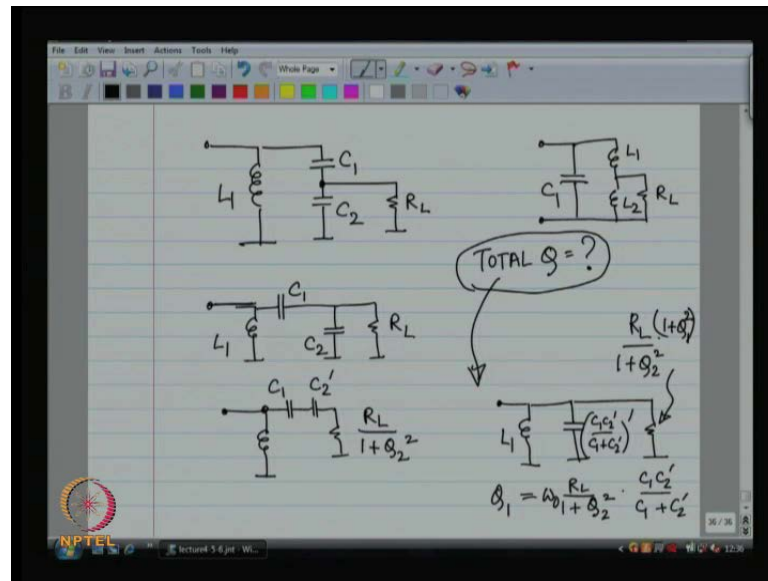 File Edit View Insert Actions Tools Help
Whole Page
B I
C1
L1
C2
RL
L1
C1
L2
RL
TOTAL Q = ?
C1
L1
C2
RL
RL (1+Q1²)
1+Q2²
C1 C2'
RL
1+Q2²
L1
(C1C2' / C1+C2')'
Q1 = ω0 RL / 1+Q2² · C1C2' / C1+C2'
36 / 36
NPTEL
lecture4-5-6.jnt - Wi...
12:36